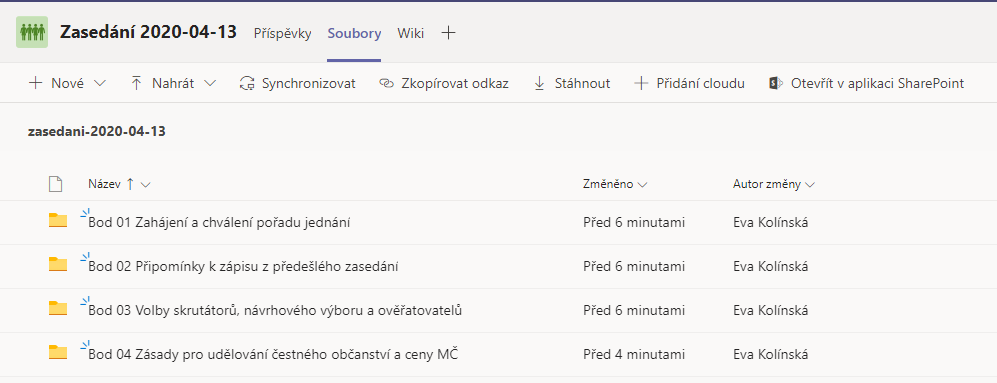 Zasedání 2020-04-13 Příspěvky Soubory Wiki
Nové Nahrát Synchronizovat Zkopírovat odkaz Stáhnout Přidání cloudu Otevřít v aplikaci SharePoint
zasedani-2020-04-13
Název Změněno Autor změny
Bod 01 Zahájení a chválení pořadu jednání Před 6 minutami Eva Kolínská
Bod 02 Připomínky k zápisu z předešlého zasedání Před 6 minutami Eva Kolínská
Bod 03 Volby skrutátorů, návrhového výboru a ověřatovatelů Před 6 minutami Eva Kolínská
Bod 04 Zásady pro udělování čestného občanství a ceny MČ Před 4 minutami Eva Kolínská